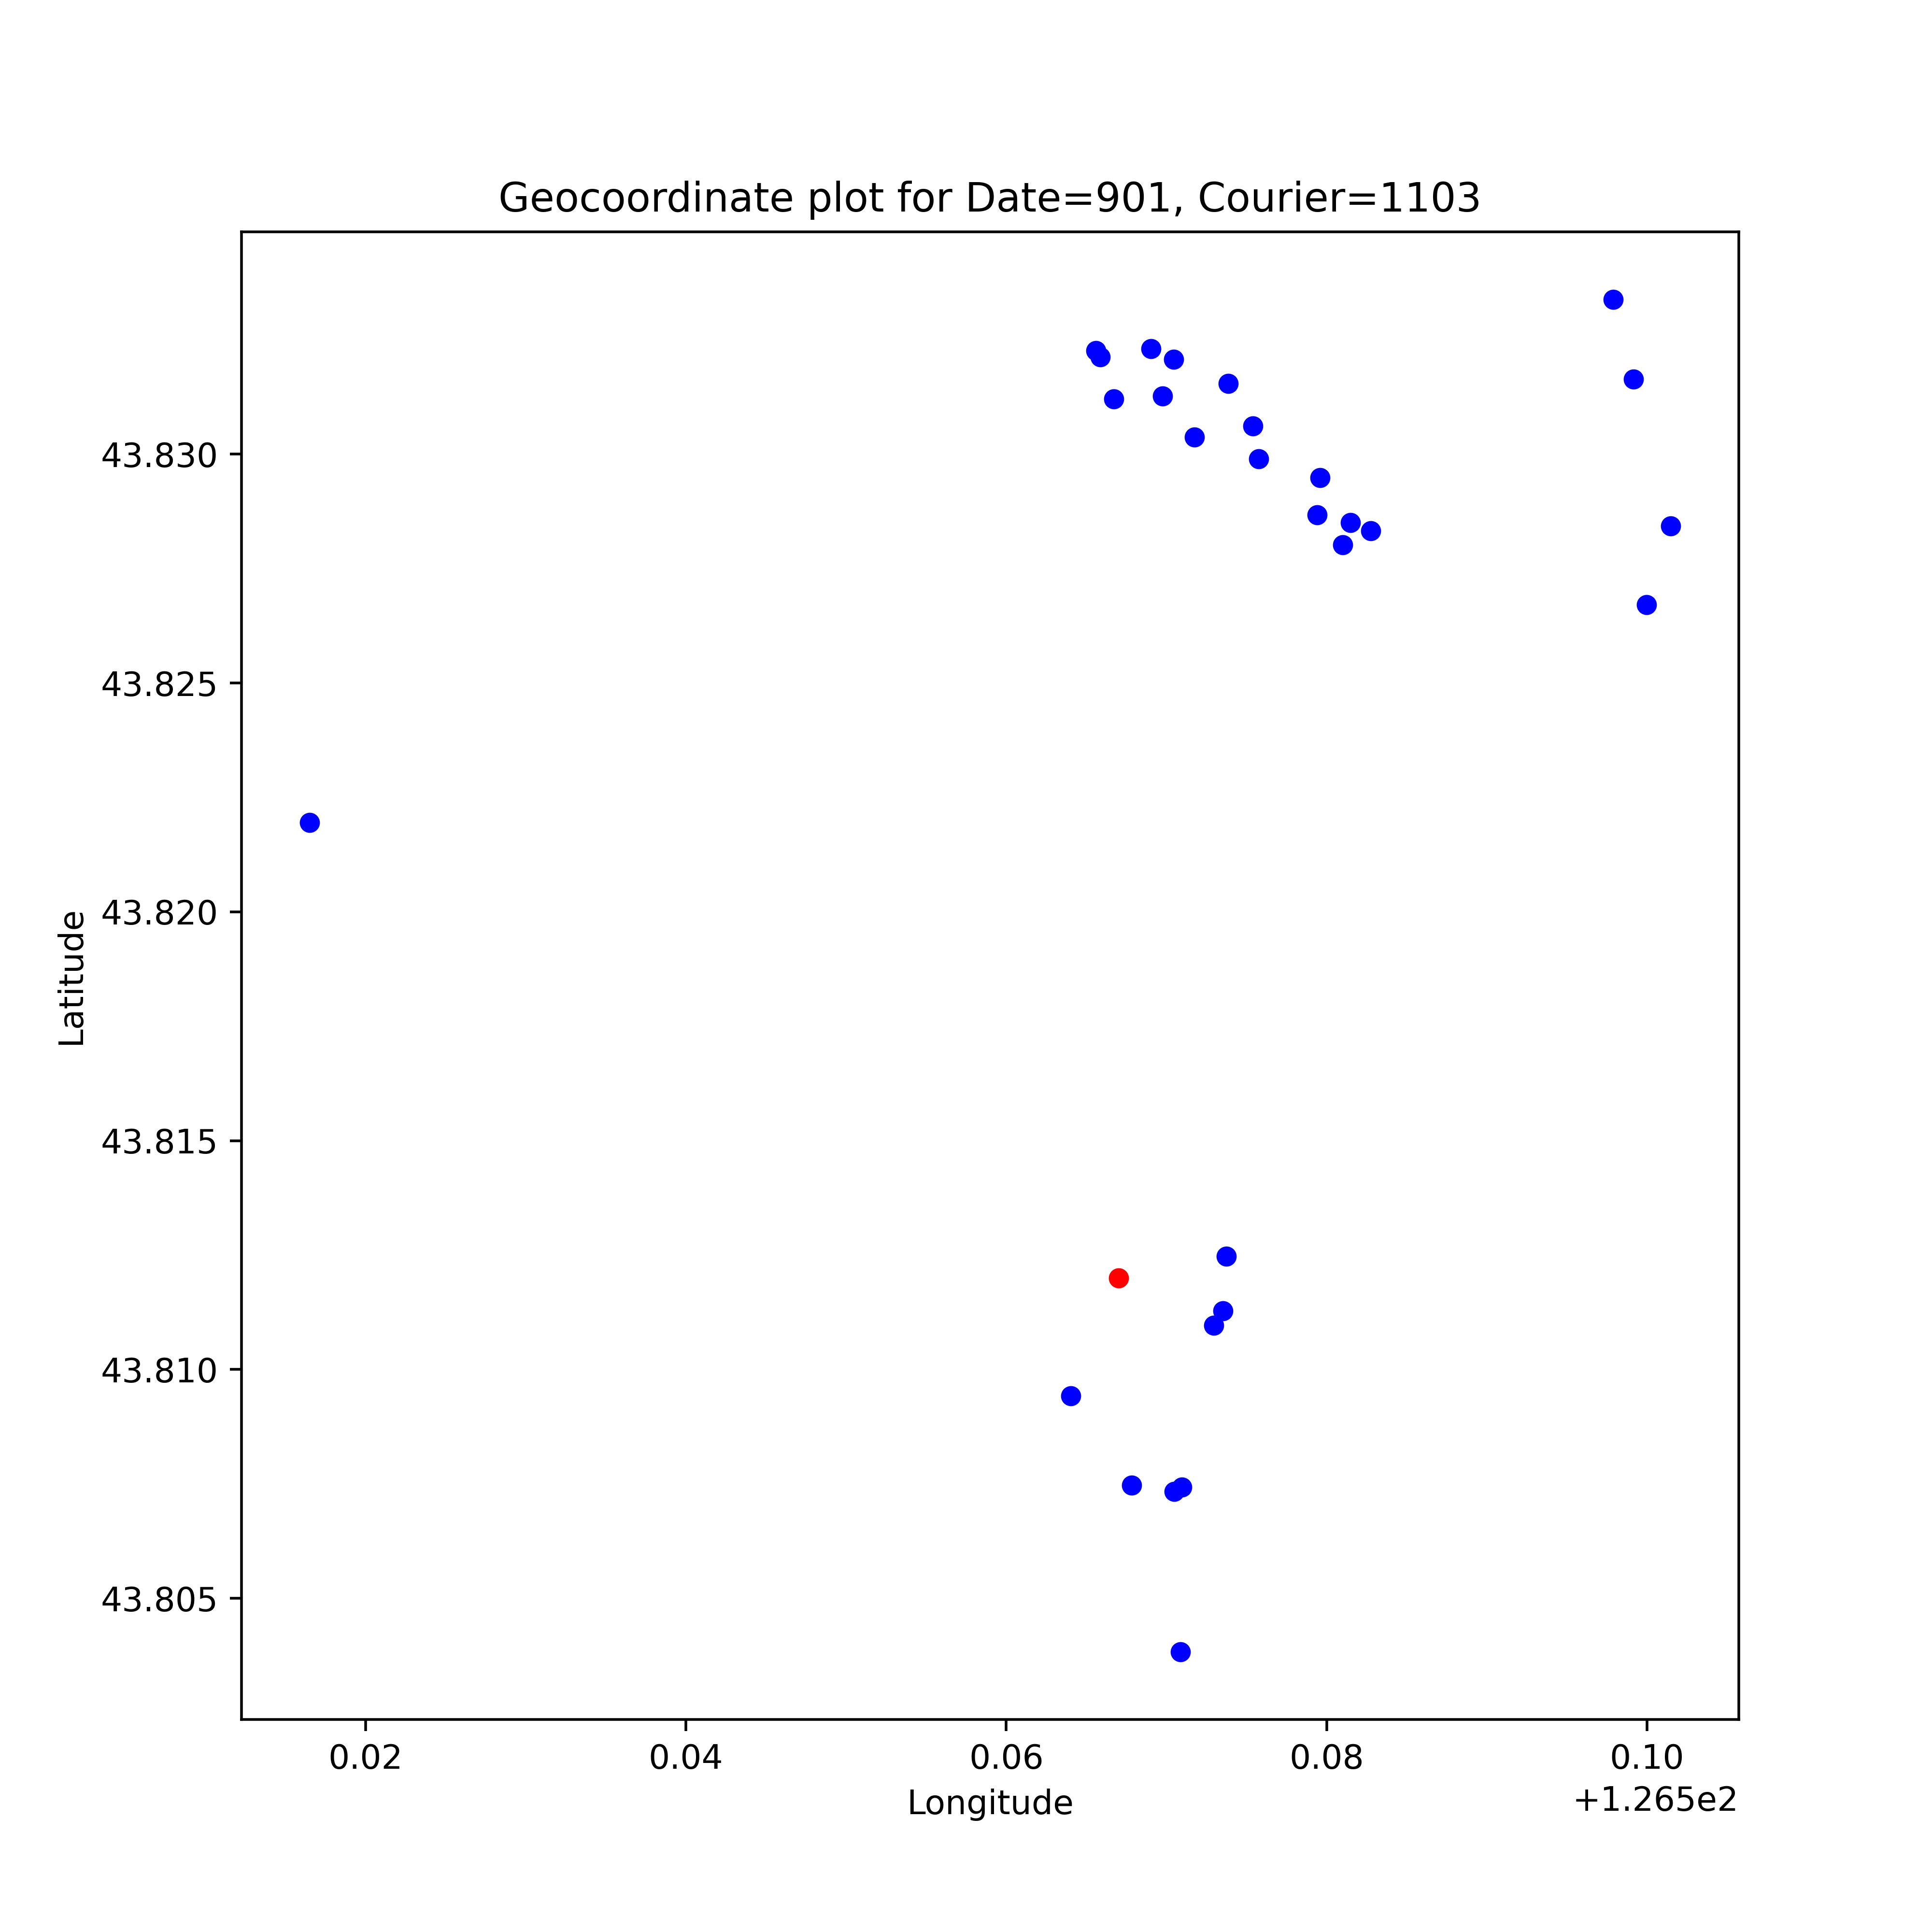 Geocoordinate plot for Date=901, Courier=1103
Latitude
43.830
43.825
43.820
43.815
43.810
43.805
0.02 0.04 0.06 0.08 0.10
+1.265e2
Longitude